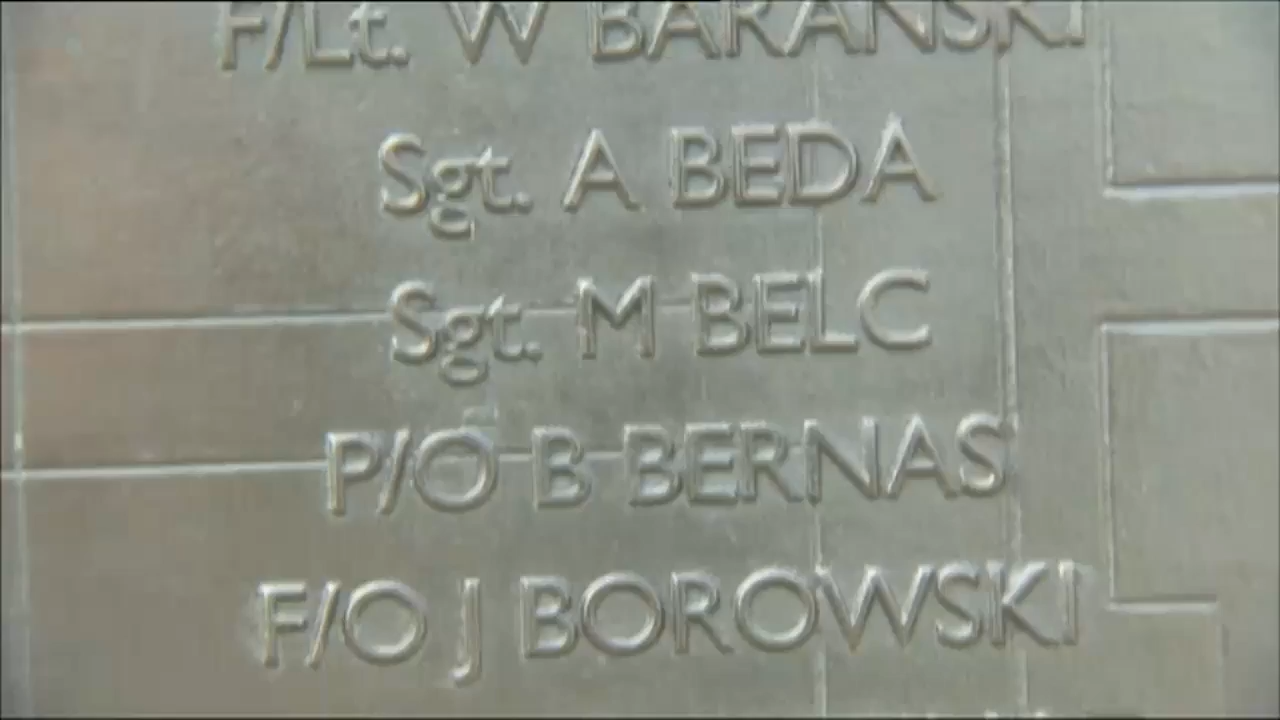 F/Lt. W BARANSKI
Sgt. A BEDA
Sgt. M BELC
P/O B BERNAS
F/O J BOROWSKI